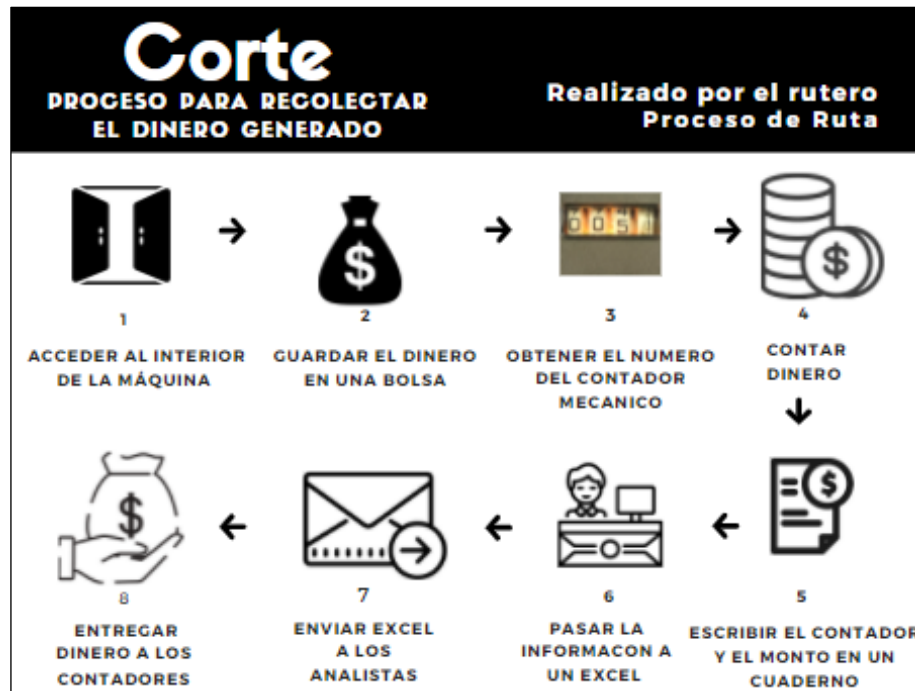 Corte
PROCESO PARA RECOLECTAR
EL DINERO GENERADO
Realizado por el rutero
Proceso de Ruta
$
0051
$
1
2
3
4
ACCEDER AL INTERIOR
DE LA MÁQUINA
GUARDAR EL DINERO
EN UNA BOLSA
OBTENER EL NUMERO
DEL CONTADOR
MECANICO
CONTAR
DINERO
$
$
8
7
6
5
ENTREGAR
DINERO A LOS
CONTADORES
ENVIAR EXCEL
A LOS
ANALISTAS
PASAR LA
INFORMACON A
UN EXCEL
ESCRIBIR EL CONTADOR
Y EL MONTO EN UN
CUADERNO